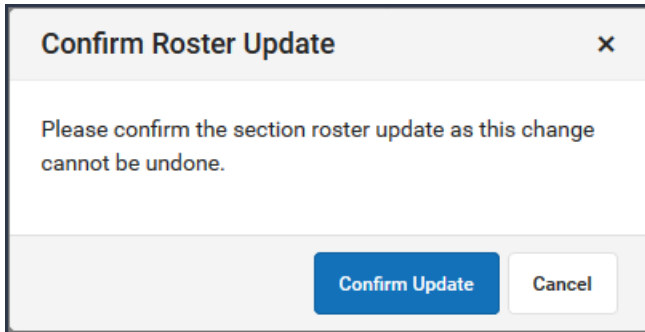 Confirm Roster Update ×
Please confirm the section roster update as this change
cannot be undone.
Confirm Update Cancel